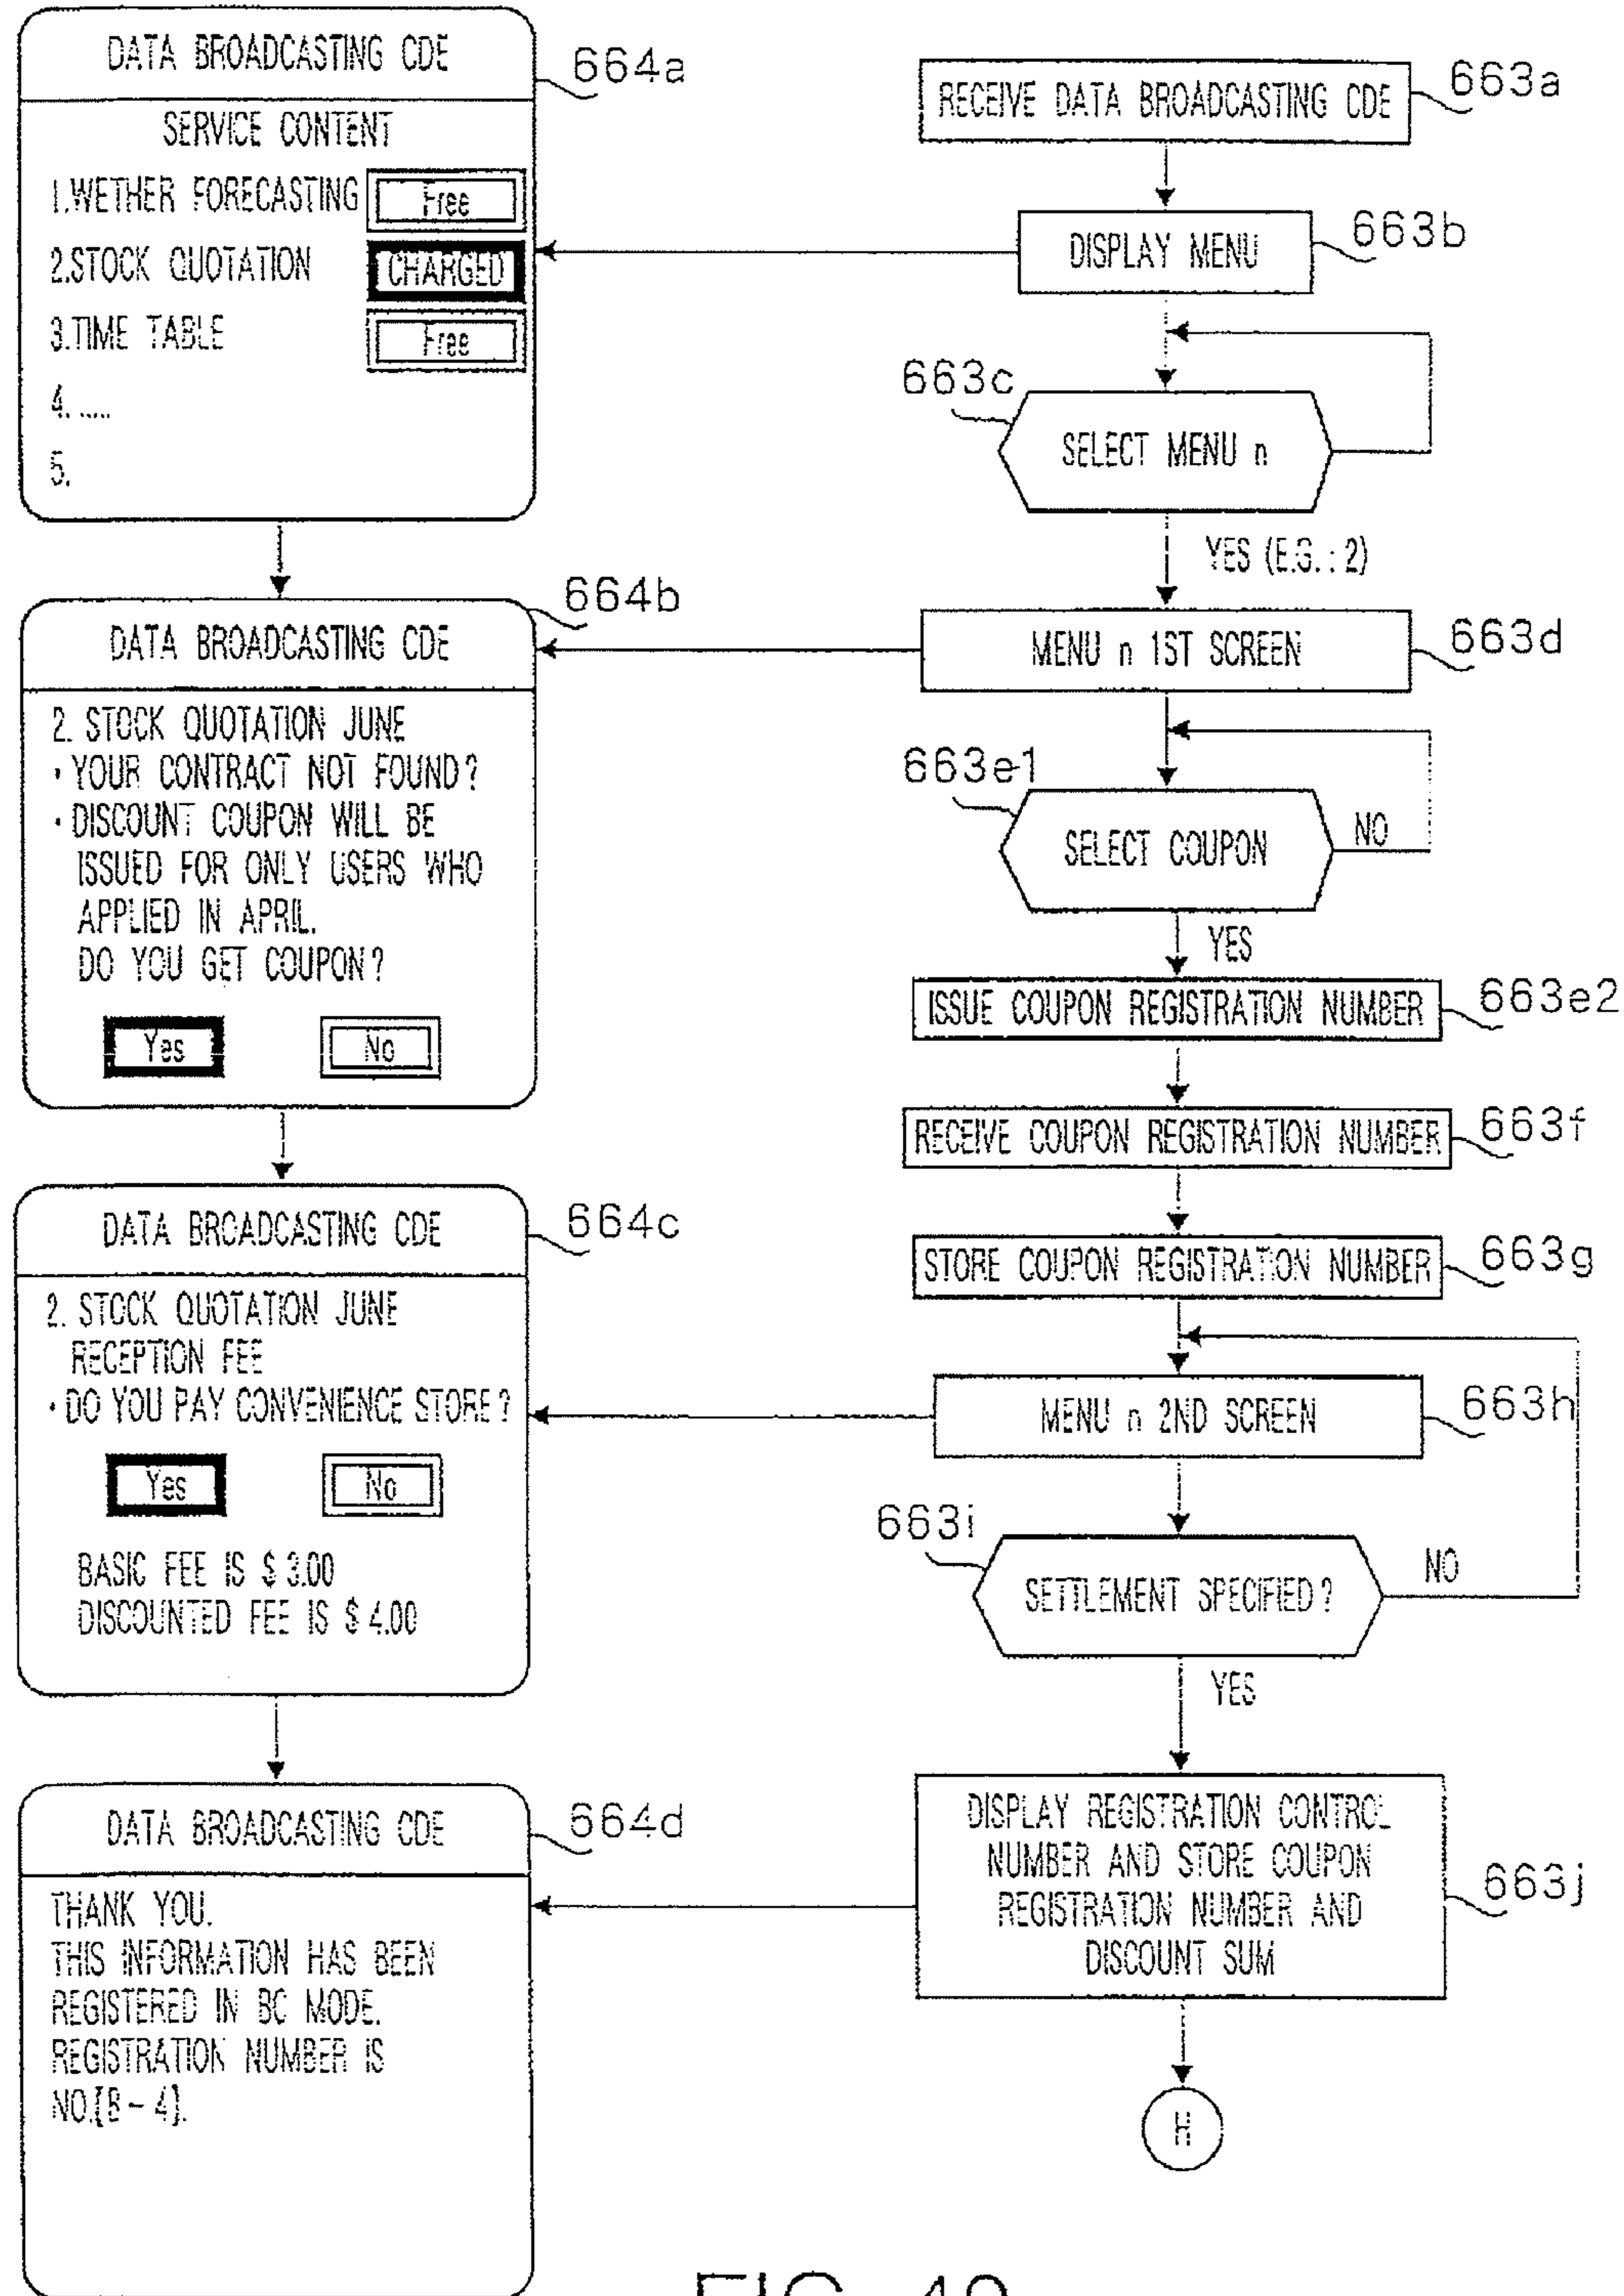 DATA BROADCASTING CDE
664a
SERVICE CONTENT
1.WETHER FORECASTING Free
2.STOCK QUOTATION CHARGED
3.TIME TABLE Free
4. .....
5.
664b
DATA BROADCASTING CDE
2. STOCK QUOTATION JUNE
· YOUR CONTRACT NOT FOUND?
· DISCOUNT COUPON WILL BE
ISSUED FOR ONLY USERS WHO
APPLIED IN APRIL.
DO YOU GET COUPON?
Yes No
DATA BROADCASTING CDE
664c
2. STOCK QUOTATION JUNE
RECEPTION FEE
· DO YOU PAY CONVENIENCE STORE?
Yes No
BASIC FEE IS $ 3.00
DISCOUNTED FEE IS $ 4.00
DATA BROADCASTING CDE
664d
THANK YOU.
THIS INFORMATION HAS BEEN
REGISTERED IN BC MODE.
REGISTRATION NUMBER IS
NO.[B - 4].
RECEIVE DATA BROADCASTING CDE
663a
DISPLAY MENU
663b
663c
SELECT MENU n
YES (E.G. : 2)
MENU n 1ST SCREEN
663d
663e1
SELECT COUPON
NO
YES
ISSUE COUPON REGISTRATION NUMBER
663e2
RECEIVE COUPON REGISTRATION NUMBER
663f
STORE COUPON REGISTRATION NUMBER
663g
MENU n 2ND SCREEN
663h
663i
SETTLEMENT SPECIFIED?
NO
YES
DISPLAY REGISTRATION CONTROL
NUMBER AND STORE COUPON
REGISTRATION NUMBER AND
DISCOUNT SUM
663j
H